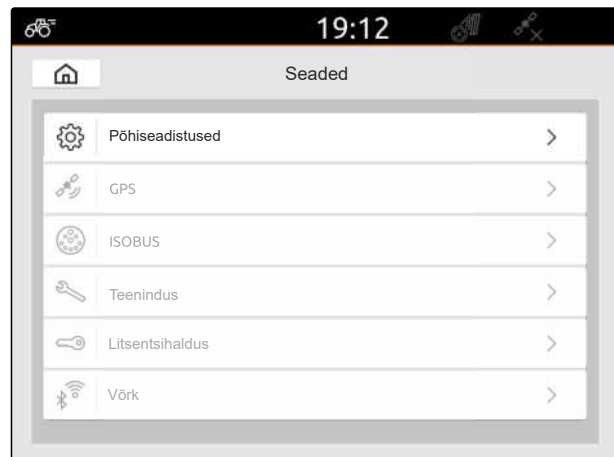 19:12
Seaded
Põhiseadistused
GPS
ISOBUS
Teenindus
Litsentsihaldus
Võrk